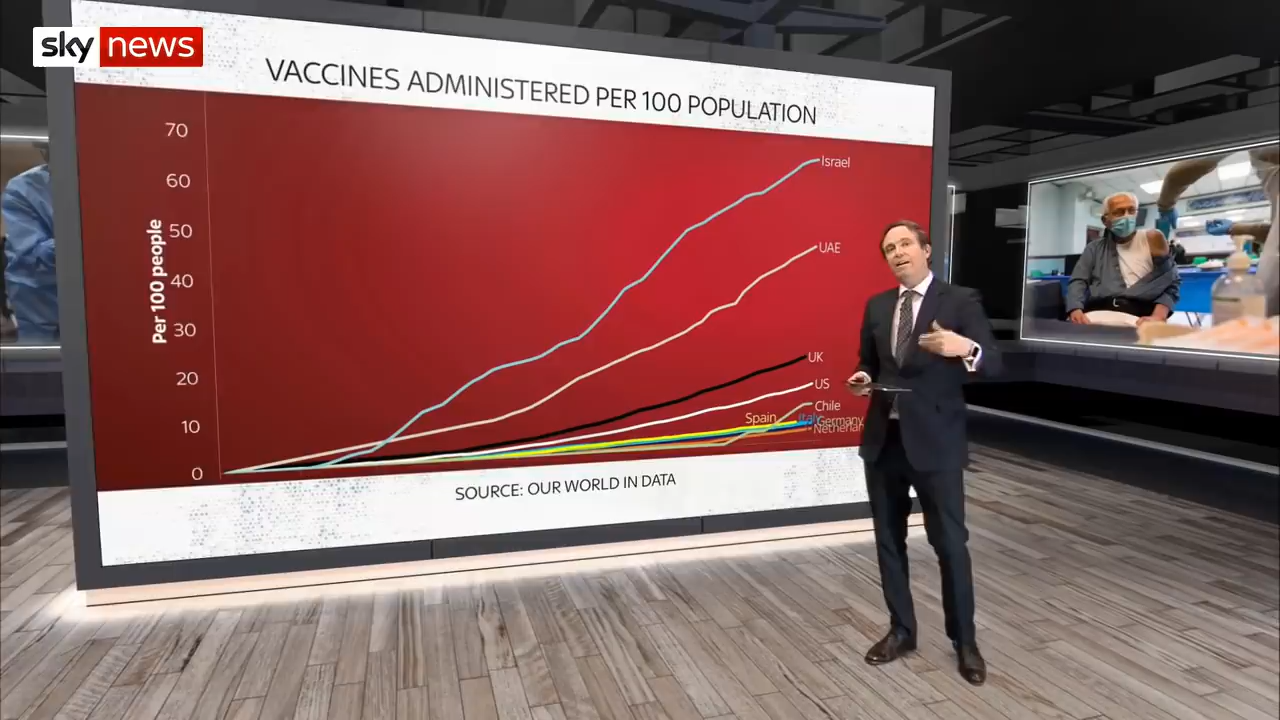 sky news
VACCINES ADMINISTERED PER 100 POPULATION
Per 100 people
70
60
50
40
30
20
10
0
Israel
UAE
UK
US
Chile
Spain
Italy
Germany
SOURCE: OUR WORLD IN DATA